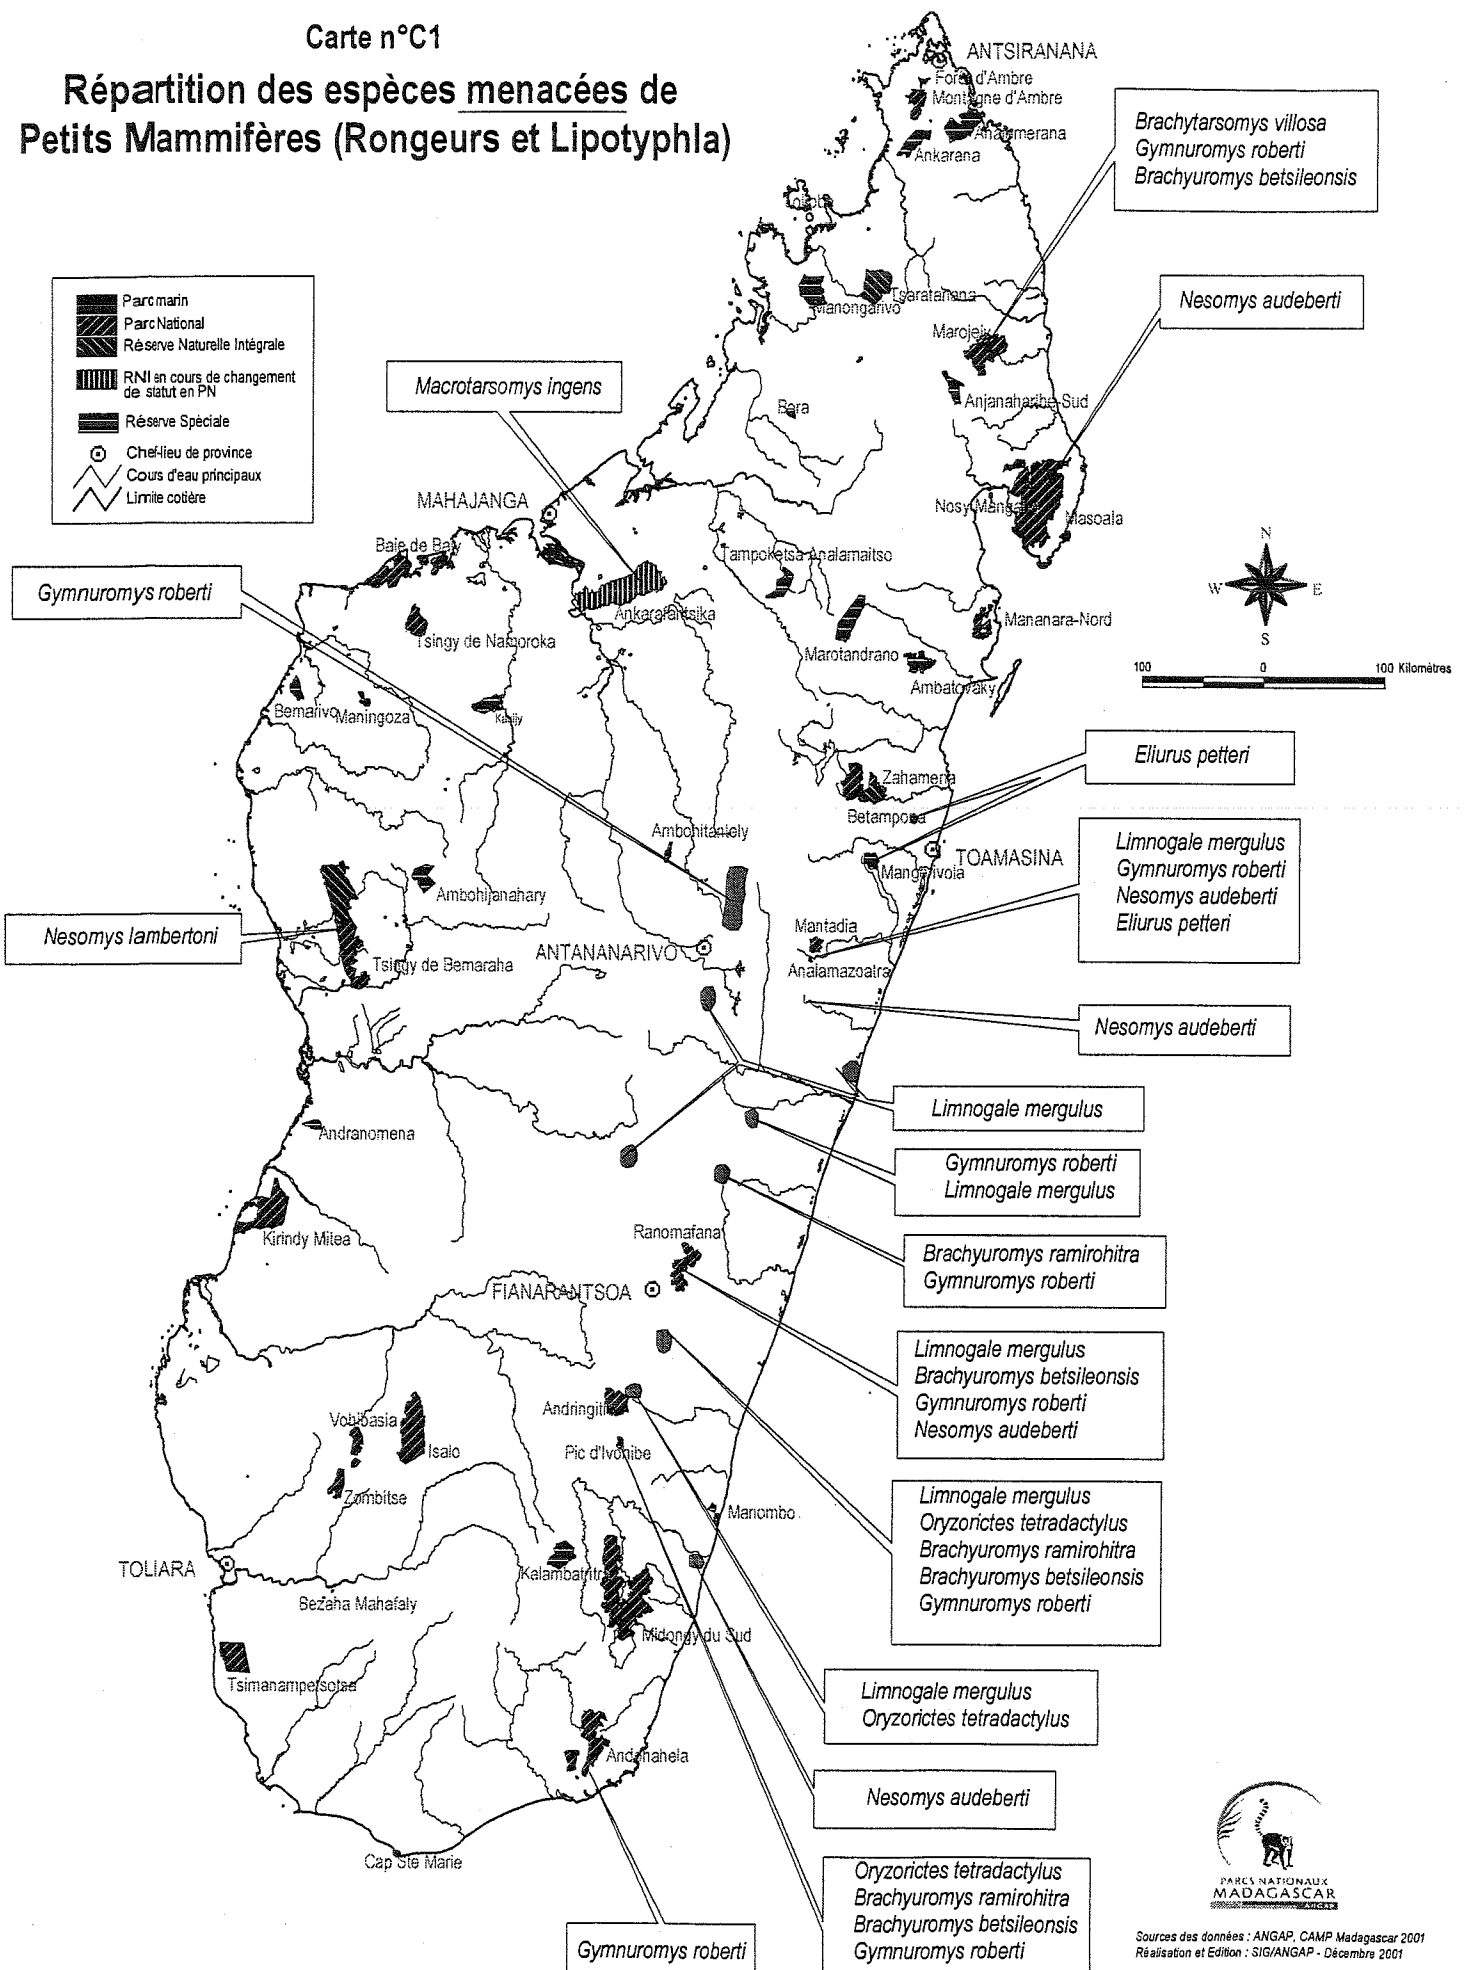 Carte n°C1
Répartition des espèces menacées de
Petits Mammifères (Rongeurs et Lipotyphla)
ANTSIRANANA
Forêt d'Ambre
Montagne d'Ambre
Analamerana
Ankarana
Brachytarsomys villosa
Gymnuromys roberti
Brachyuromys betsileonsis
Lokobe
Manongarivo
Tsaratanana
Nesomys audeberti
Parc marin
Parc National
Réserve Naturelle Intégrale
RNI en cours de changement
de statut en PN
Réserve Spéciale
Chef-lieu de province
Cours d'eau principaux
Limite cotière
Marojejy
Macrotarsomys ingens
Anjanaharibe-Sud
Bora
MAHAJANGA
Nosy Mangabe
Masoala
Baie de Baly
Tampoketsa Analamaitso
N
W
E
S
Gymnuromys roberti
Ankarafantsika
Tsingy de Namoroka
Mananara-Nord
Marotandrano
Ambatovaky
100
0
100 Kilomètres
Bemarivo
Maningoza
Kasijy
Eliurus petteri
Zahamena
Betampona
Ambohitantely
TOAMASINA
Mangerivola
Limnogale mergulus
Gymnuromys roberti
Nesomys audeberti
Eliurus petteri
Ambohijanahary
Nesomys lambertoni
Mantadia
ANTANANARIVO
Tsingy de Bemaraha
Analamazoatra
Nesomys audeberti
Limnogale mergulus
Andranomena
Gymnuromys roberti
Limnogale mergulus
Kirindy Mitea
Ranomafana
Brachyuromys ramirohitra
Gymnuromys roberti
FIANARANTSOA
Limnogale mergulus
Brachyuromys betsileonsis
Gymnuromys roberti
Nesomys audeberti
Andringitra
Vohibasia
Isalo
Pic d'Ivohibe
Zombitse
Limnogale mergulus
Oryzorictes tetradactylus
Brachyuromys ramirohitra
Brachyuromys betsileonsis
Gymnuromys roberti
Manombo
TOLIARA
Kalambatritra
Bezaha Mahafaly
Midongy du Sud
Tsimanampetsotsa
Limnogale mergulus
Oryzorictes tetradactylus
Andohahela
Nesomys audeberti
Cap Ste Marie
Oryzorictes tetradactylus
Brachyuromys ramirohitra
Brachyuromys betsileonsis
Gymnuromys roberti
Gymnuromys roberti
PARCS NATIONAUX
MADAGASCAR
ANGAP
Sources des données : ANGAP, CAMP Madagascar 2001
Réalisation et Edition : SIG/ANGAP - Décembre 2001